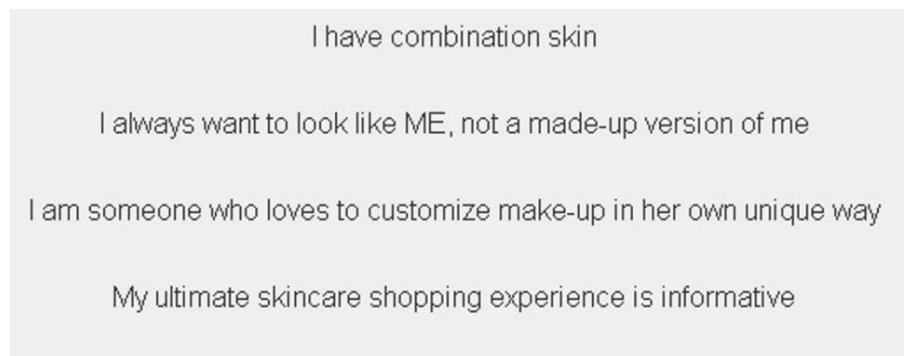 I have combination skin
I always want to look like ME, not a made-up version of me
I am someone who loves to customize make-up in her own unique way
My ultimate skincare shopping experience is informative